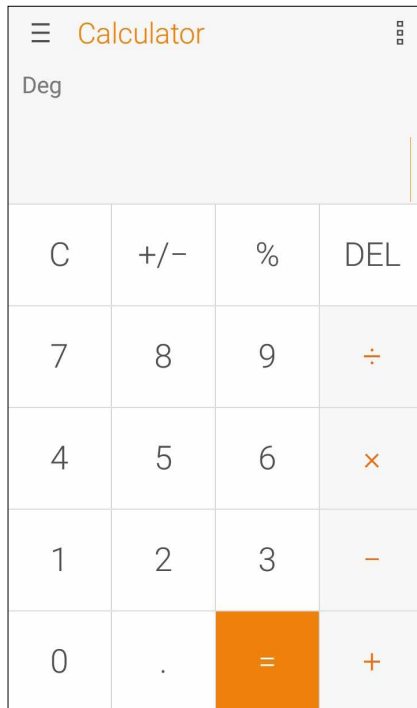 ☰ Calculator
Deg
C +/− % DEL
7 8 9 ÷
4 5 6 ×
1 2 3 −
0 . = +